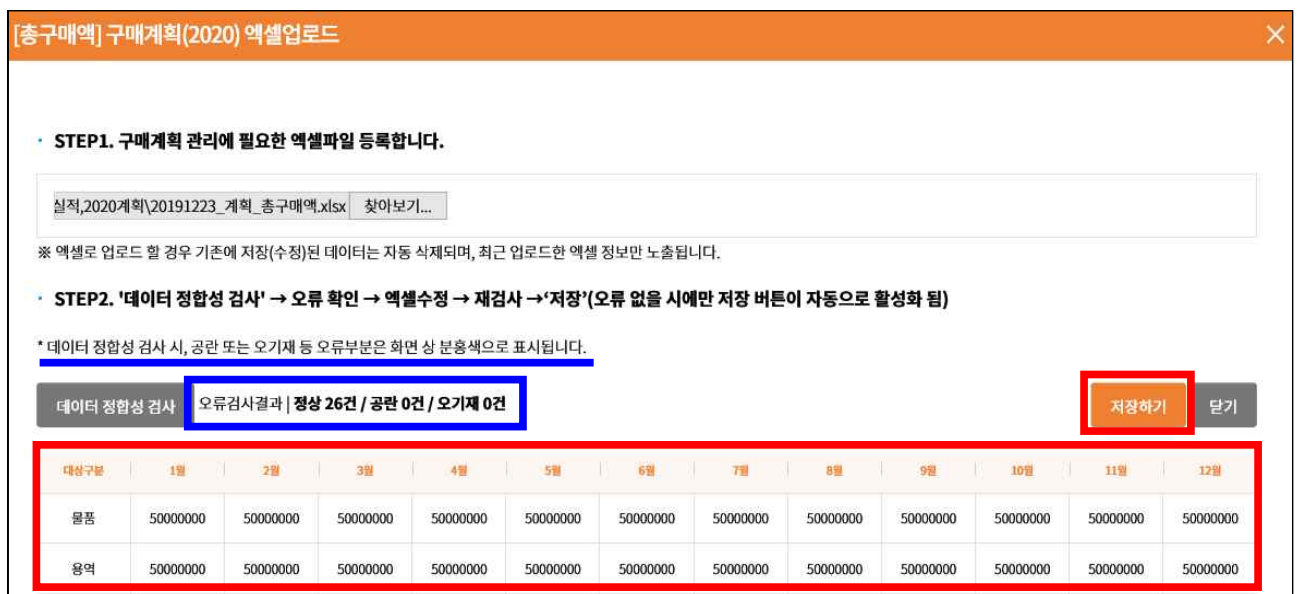 [총구매액] 구매계획(2020) 엑셀업로드
· STEP1. 구매계획 관리에 필요한 엑셀파일 등록합니다.
실적,2020계획\20191223_계획_총구매액.xlsx 찾아보기...
※ 엑셀로 업로드 할 경우 기존에 저장(수정)된 데이터는 자동 삭제되며, 최근 업로드한 엑셀 정보만 노출됩니다.
· STEP2. '데이터 정합성 검사' → 오류 확인 → 엑셀수정 → 재검사 →‘저장’(오류 없을 시에만 저장 버튼이 자동으로 활성화 됨)
* 데이터 정합성 검사 시, 공란 또는 오기재 등 오류부분은 화면 상 분홍색으로 표시됩니다.
데이터 정합성 검사 오류검사결과 | 정상 26건 / 공란 0건 / 오기재 0건 저장하기 닫기
대상구분 1월 2월 3월 4월 5월 6월 7월 8월 9월 10월 11월 12월
물품 50000000 50000000 50000000 50000000 50000000 50000000 50000000 50000000 50000000 50000000 50000000 50000000
용역 50000000 50000000 50000000 50000000 50000000 50000000 50000000 50000000 50000000 50000000 50000000 50000000